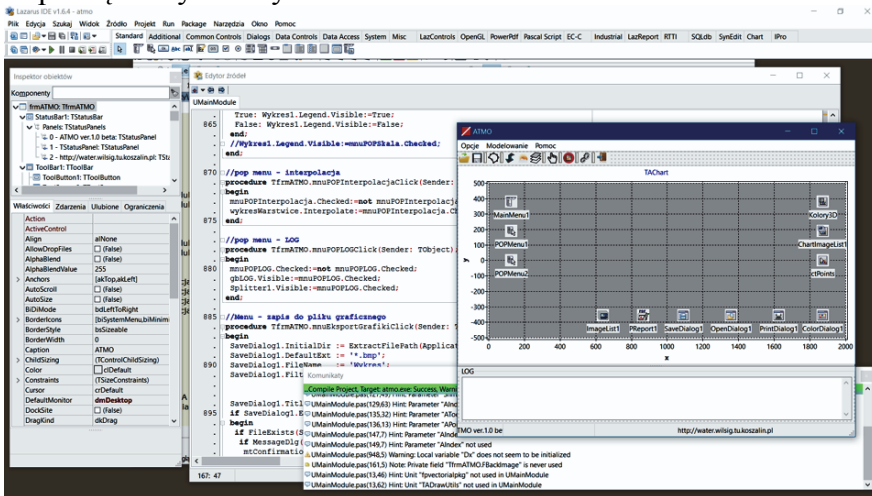 Lazarus IDE v1.6.4 - atmo
Plik Edycja Szukaj Widok Źródło Projekt Run Package Narzędzia Okno Pomoc
Standard Additional Common Controls Dialogs Data Controls Data Access System Misc LazControls OpenGL PowerPdf Pascal Script EC-C Industrial LazReport RTTI SQLdb SynEdit Chart IPro
Inspektor obiektów
Komponenty
frmATMO: TfrmATMO
StatusBar1: TStatusBar
Panels: TStatusPanels
0 - ATMO ver.1.0 beta: TStatusPanel
1 - TStatusPanel: TStatusPanel
2 - http://water.wilsig.tu.koszalin.pl: TSta
ToolBar1: TToolBar
ToolButton1: TToolButton
Właściwości Zdarzenia Ulubione Ograniczenia
Action
ActiveControl
Align alNone
AllowDropFiles (False)
AlphaBlend (False)
AlphaBlendValue 255
Anchors [akTop,akLeft]
AutoScroll (False)
AutoSize (False)
BiDiMode bdLeftToRight
BorderIcons [biSystemMenu,biMinimi
BorderStyle bsSizeable
BorderWidth 0
Caption ATMO
ChildSizing (TControlChildSizing)
Color clDefault
Constraints (TSizeConstraints)
Cursor crDefault
DefaultMonitor dmDesktop
DockSite (False)
DragKind dkDrag
Edytor źródeł
UMainModule
True: Wykres1.Legend.Visible:=True;
865 False: Wykres1.Legend.Visible:=False;
end;
//Wykres1.Legend.Visible:=mnuPOPSkala.Checked;
end;
870 //pop menu - interpolacja
procedure TfrmATMO.mnuPOPInterpolacjaClick(Sender:
begin
mnuPOPInterpolacja.Checked:=not mnuPOPInterpolacja
wykresWarstwice.Interpolate:=mnuPOPInterpolacja.Ch
875 end;
//pop menu - LOG
procedure TfrmATMO.mnuPOPLOGClick(Sender: TObject);
begin
880 mnuPOPLOG.Checked:=not mnuPOPLOG.Checked;
gbLOG.Visible:=mnuPOPLOG.Checked;
Splitter1.Visible:=mnuPOPLOG.Checked;
end;
885 //Menu - zapis do pliku graficznego
procedure TfrmATMO.mnuEksportGrafikiClick(Sender: T
begin
SaveDialog1.InitialDir := ExtractFilePath(Applicat
SaveDialog1.DefaultExt := '*.bmp';
890 SaveDialog1.FileName := 'Wykres';
SaveDialog1.Filt
SaveDialog1.Titl
895 if SaveDialog1.E
begin
if FileExists(S
if MessageDlg(
mtConfirmatio
167: 47
ATMO
Opcje Modelowanie Pomoc
TAChart
500
400
300
200
100
0
-100
-200
-300
-400
-500
y
MainMenu1
POPMenu1
POPMenu2
Kolory3D
ChartImageList1
ctPoints
ImageList1 PReport1 SaveDialog1 OpenDialog1 PrintDialog1 ColorDialog1
0 200 400 600 800 1000 1200 1400 1600 1800 2000
x
LOG
TMO ver.1.0 be http://water.wilsig.tu.koszalin.pl
Komunikaty
Compile Project, Target: atmo.exe: Success, Warn
UMainModule.pas(129,63) Hint: Parameter "AIndex"
UMainModule.pas(135,32) Hint: Parameter "ATo
UMainModule.pas(136,13) Hint: Parameter "APo
UMainModule.pas(147,7) Hint: Parameter "AIndex"
UMainModule.pas(149,7) Hint: Parameter "AIndex" not used
UMainModule.pas(948,5) Warning: Local variable "Dx" does not seem to be initialized
UMainModule.pas(161,5) Note: Private field "TfrmATMO.FBackImage" is never used
UMainModule.pas(13,46) Hint: Unit "fpvectorialpkg" not used in UMainModule
UMainModule.pas(13,62) Hint: Unit "TADrawUtils" not used in UMainModule